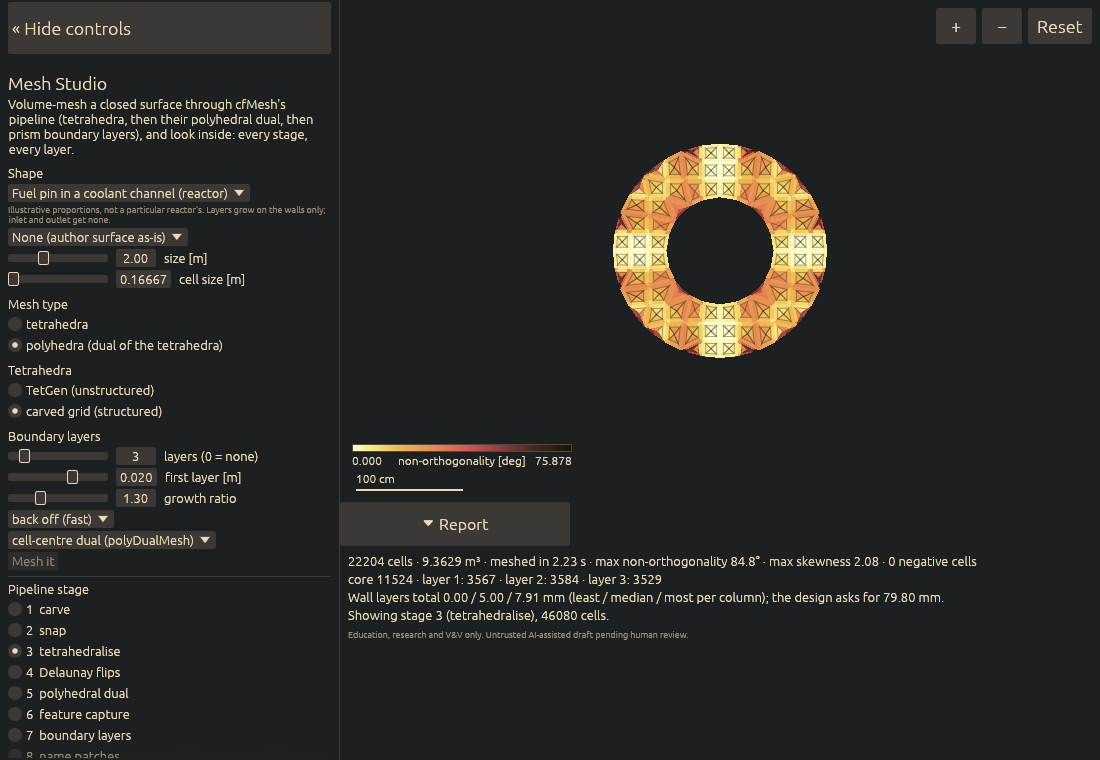 « Hide controls
Mesh Studio
Volume-mesh a closed surface through cfMesh's
pipeline (tetrahedra, then their polyhedral dual, then
prism boundary layers), and look inside: every stage,
every layer.
Shape
Fuel pin in a coolant channel (reactor)
Illustrative proportions, not a particular reactor's. Layers grow on the walls only;
inlet and outlet get none.
None (author surface as-is)
2.00 size [m]
0.16667 cell size [m]
Mesh type
tetrahedra
polyhedra (dual of the tetrahedra)
Tetrahedra
TetGen (unstructured)
carved grid (structured)
Boundary layers
3 layers (0 = none)
0.020 first layer [m]
1.30 growth ratio
back off (fast)
cell-centre dual (polyDualMesh)
Mesh it
Pipeline stage
1 carve
2 snap
3 tetrahedralise
4 Delaunay flips
5 polyhedral dual
6 feature capture
7 boundary layers
8 name patches
+ − Reset
0.000 non-orthogonality [deg] 75.878
100 cm
Report
22204 cells · 9.3629 m³ · meshed in 2.23 s · max non-orthogonality 84.8° · max skewness 2.08 · 0 negative cells
core 11524 · layer 1: 3567 · layer 2: 3584 · layer 3: 3529
Wall layers total 0.00 / 5.00 / 7.91 mm (least / median / most per column); the design asks for 79.80 mm.
Showing stage 3 (tetrahedralise), 46080 cells.
Education, research and V&V only. Untrusted AI-assisted draft pending human review.